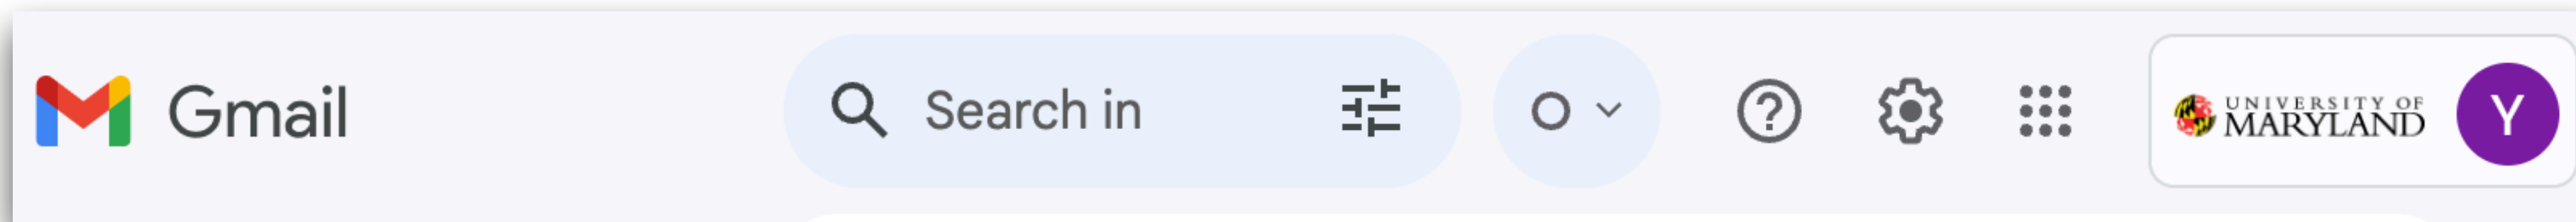 Gmail
Search in
UNIVERSITY OF
MARYLAND
Y